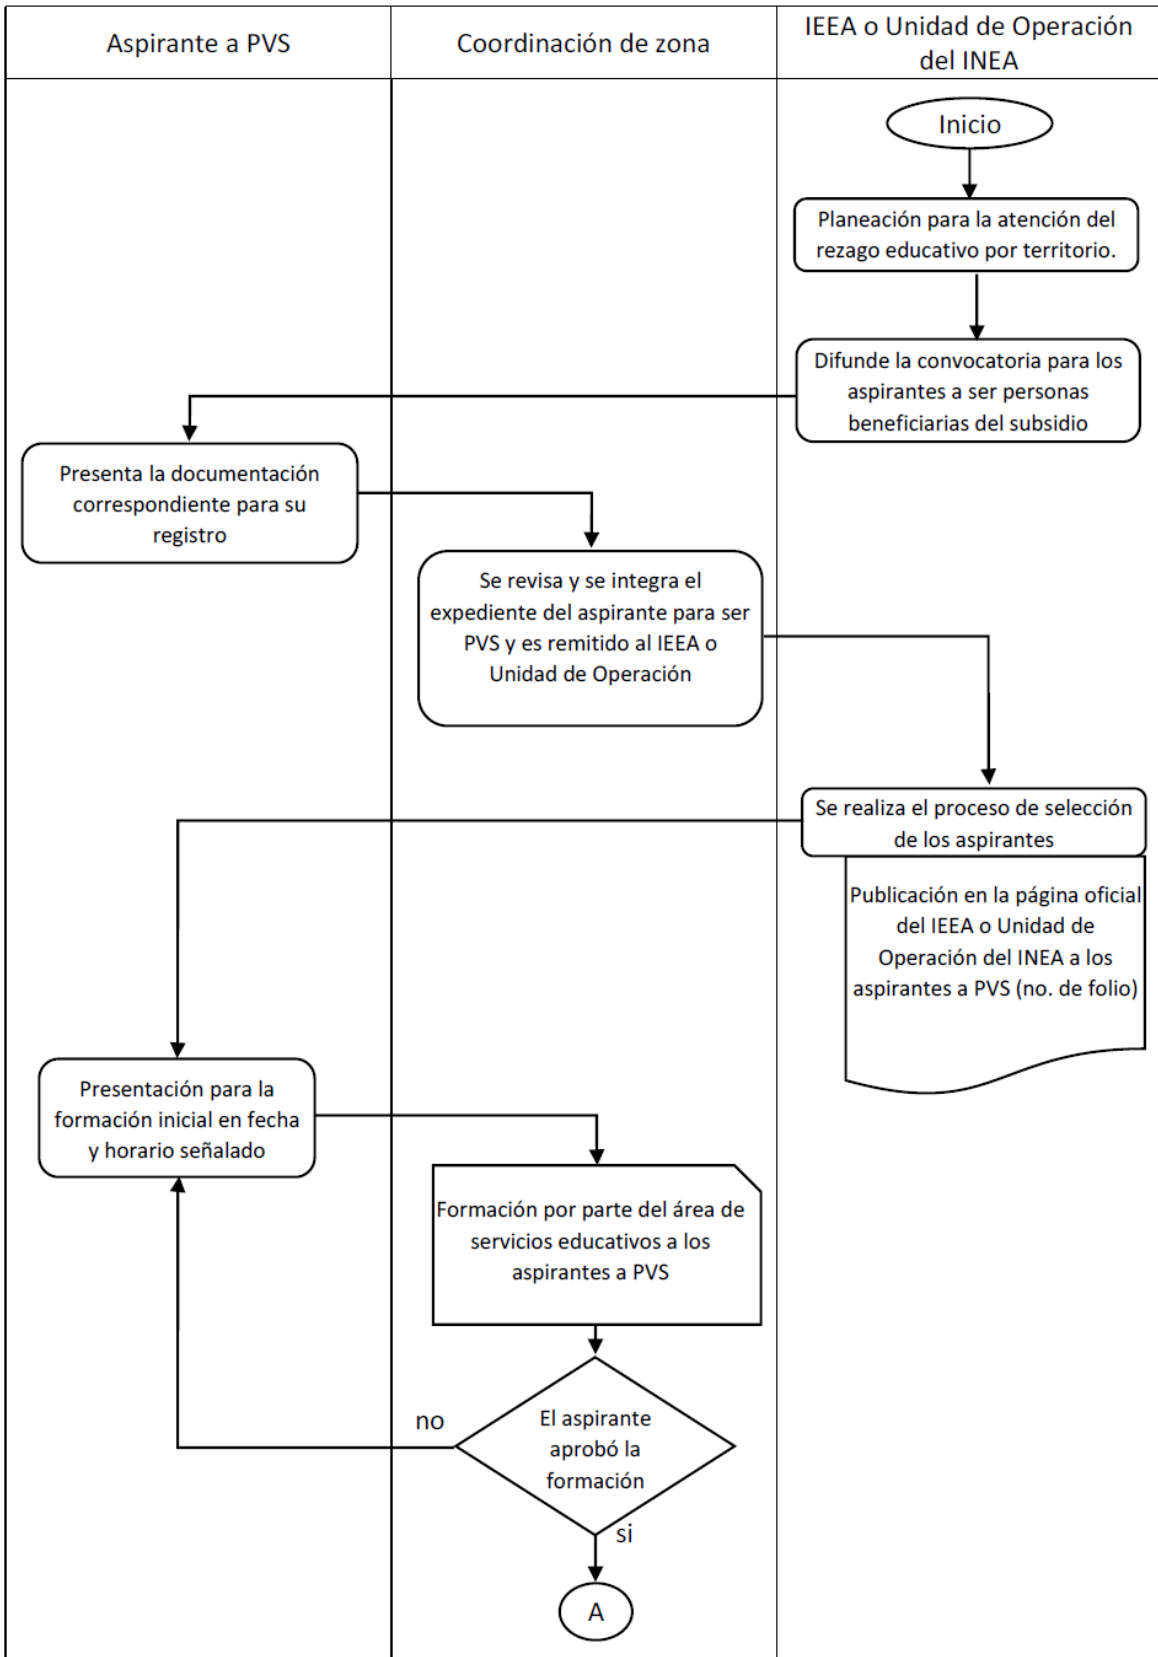 Aspirante a PVS
Coordinación de zona
IEEA o Unidad de Operación
del INEA
Inicio
Planeación para la atención del
rezago educativo por territorio.
Difunde la convocatoria para los
aspirantes a ser personas
beneficiarias del subsidio
Presenta la documentación
correspondiente para su
registro
Se revisa y se integra el
expediente del aspirante para ser
PVS y es remitido al IEEA o
Unidad de Operación
Se realiza el proceso de selección
de los aspirantes
Publicación en la página oficial
del IEEA o Unidad de
Operación del INEA a los
aspirantes a PVS (no. de folio)
Presentación para la
formación inicial en fecha
y horario señalado
Formación por parte del área de
servicios educativos a los
aspirantes a PVS
El aspirante
aprobó la
formación
no
si
A